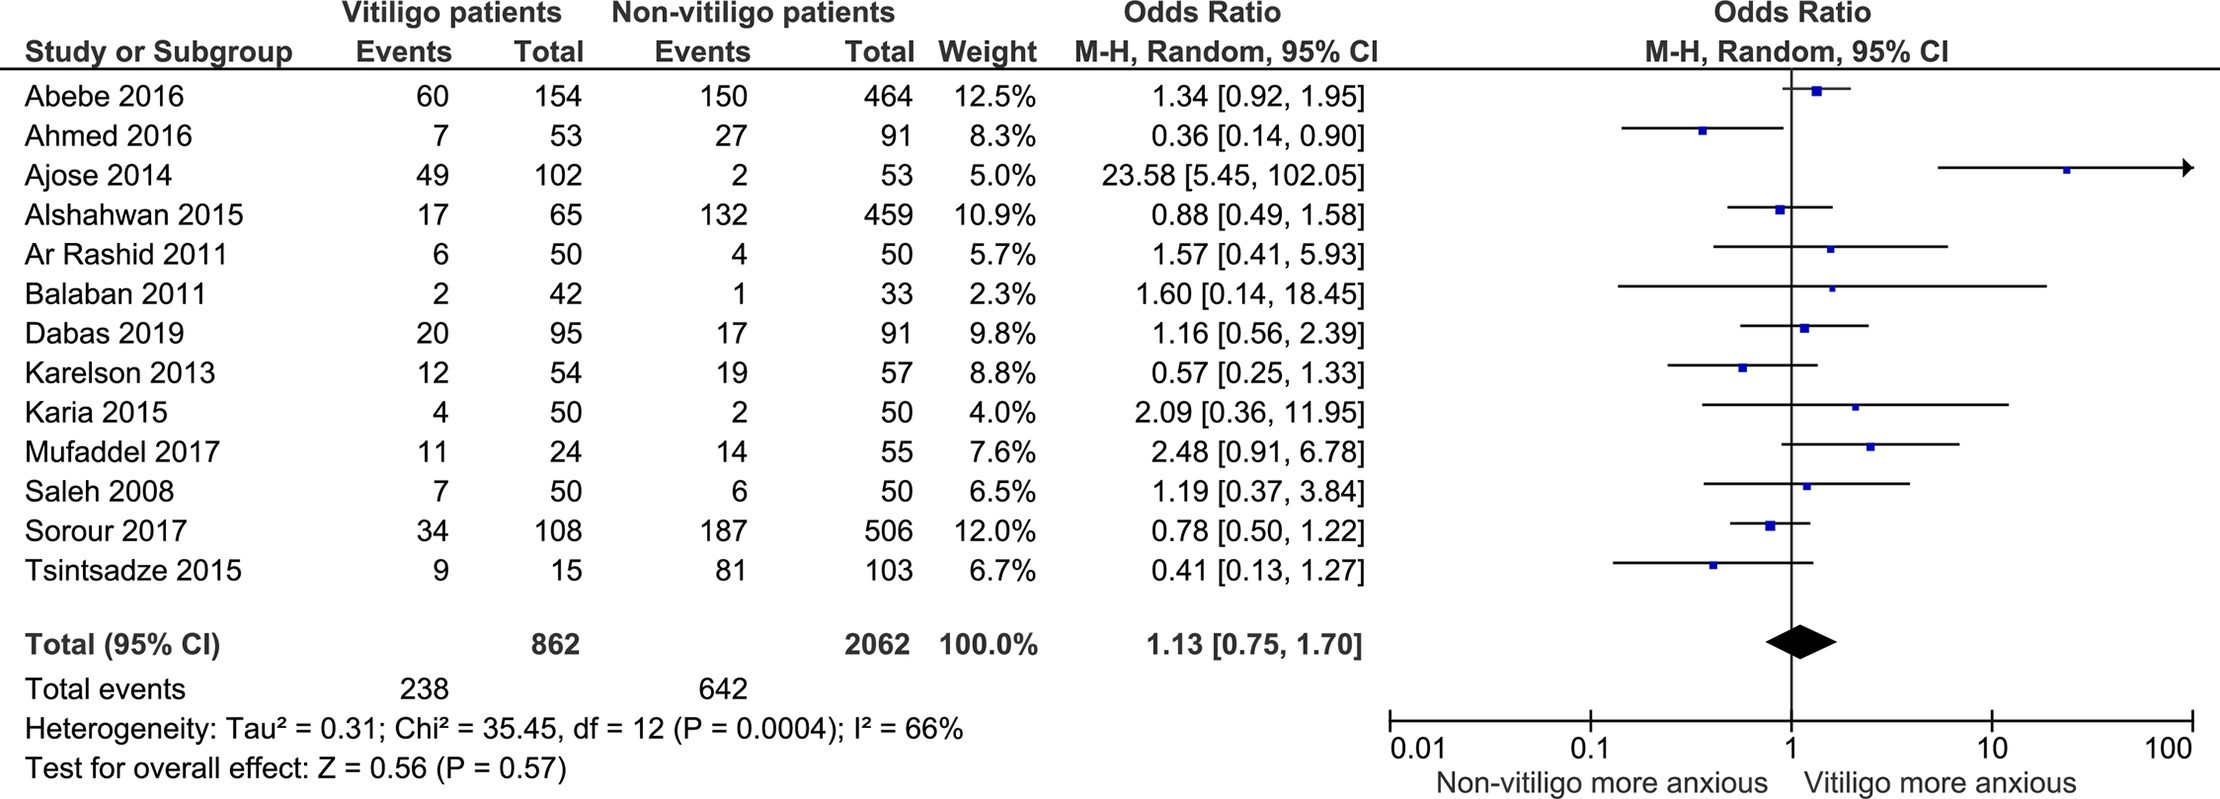 Vitiligo patients Non-vitiligo patients Odds Ratio Odds Ratio
Study or Subgroup Events Total Events Total Weight M-H, Random, 95% CI M-H, Random, 95% CI
Abebe 2016 60 154 150 464 12.5% 1.34 [0.92, 1.95]
Ahmed 2016 7 53 27 91 8.3% 0.36 [0.14, 0.90]
Ajose 2014 49 102 2 53 5.0% 23.58 [5.45, 102.05]
Alshahwan 2015 17 65 132 459 10.9% 0.88 [0.49, 1.58]
Ar Rashid 2011 6 50 4 50 5.7% 1.57 [0.41, 5.93]
Balaban 2011 2 42 1 33 2.3% 1.60 [0.14, 18.45]
Dabas 2019 20 95 17 91 9.8% 1.16 [0.56, 2.39]
Karelson 2013 12 54 19 57 8.8% 0.57 [0.25, 1.33]
Karia 2015 4 50 2 50 4.0% 2.09 [0.36, 11.95]
Mufaddel 2017 11 24 14 55 7.6% 2.48 [0.91, 6.78]
Saleh 2008 7 50 6 50 6.5% 1.19 [0.37, 3.84]
Sorour 2017 34 108 187 506 12.0% 0.78 [0.50, 1.22]
Tsintsadze 2015 9 15 81 103 6.7% 0.41 [0.13, 1.27]
Total (95% CI) 862 2062 100.0% 1.13 [0.75, 1.70]
Total events 238 642
Heterogeneity: Tau² = 0.31; Chi² = 35.45, df = 12 (P = 0.0004); I² = 66%
Test for overall effect: Z = 0.56 (P = 0.57)
0.01 0.1 1 10 100
Non-vitiligo more anxious Vitiligo more anxious